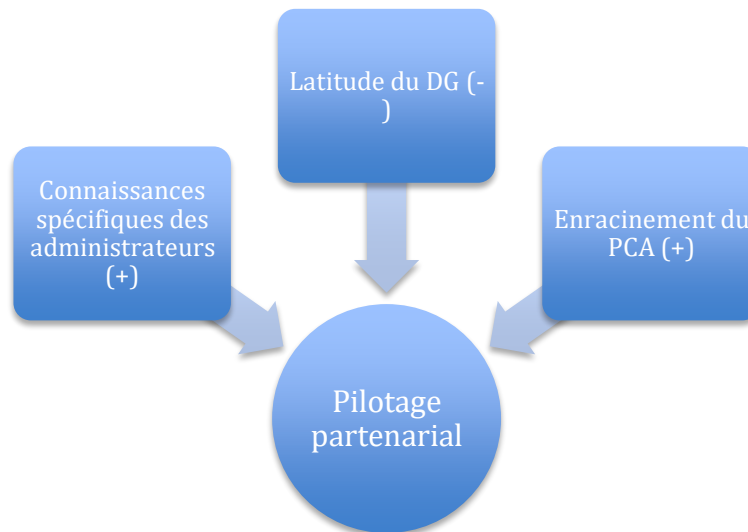 Latitude du DG (-
)
Connaissances
spécifiques des
administrateurs
(+)
Enracinement du
PCA (+)
Pilotage
partenarial